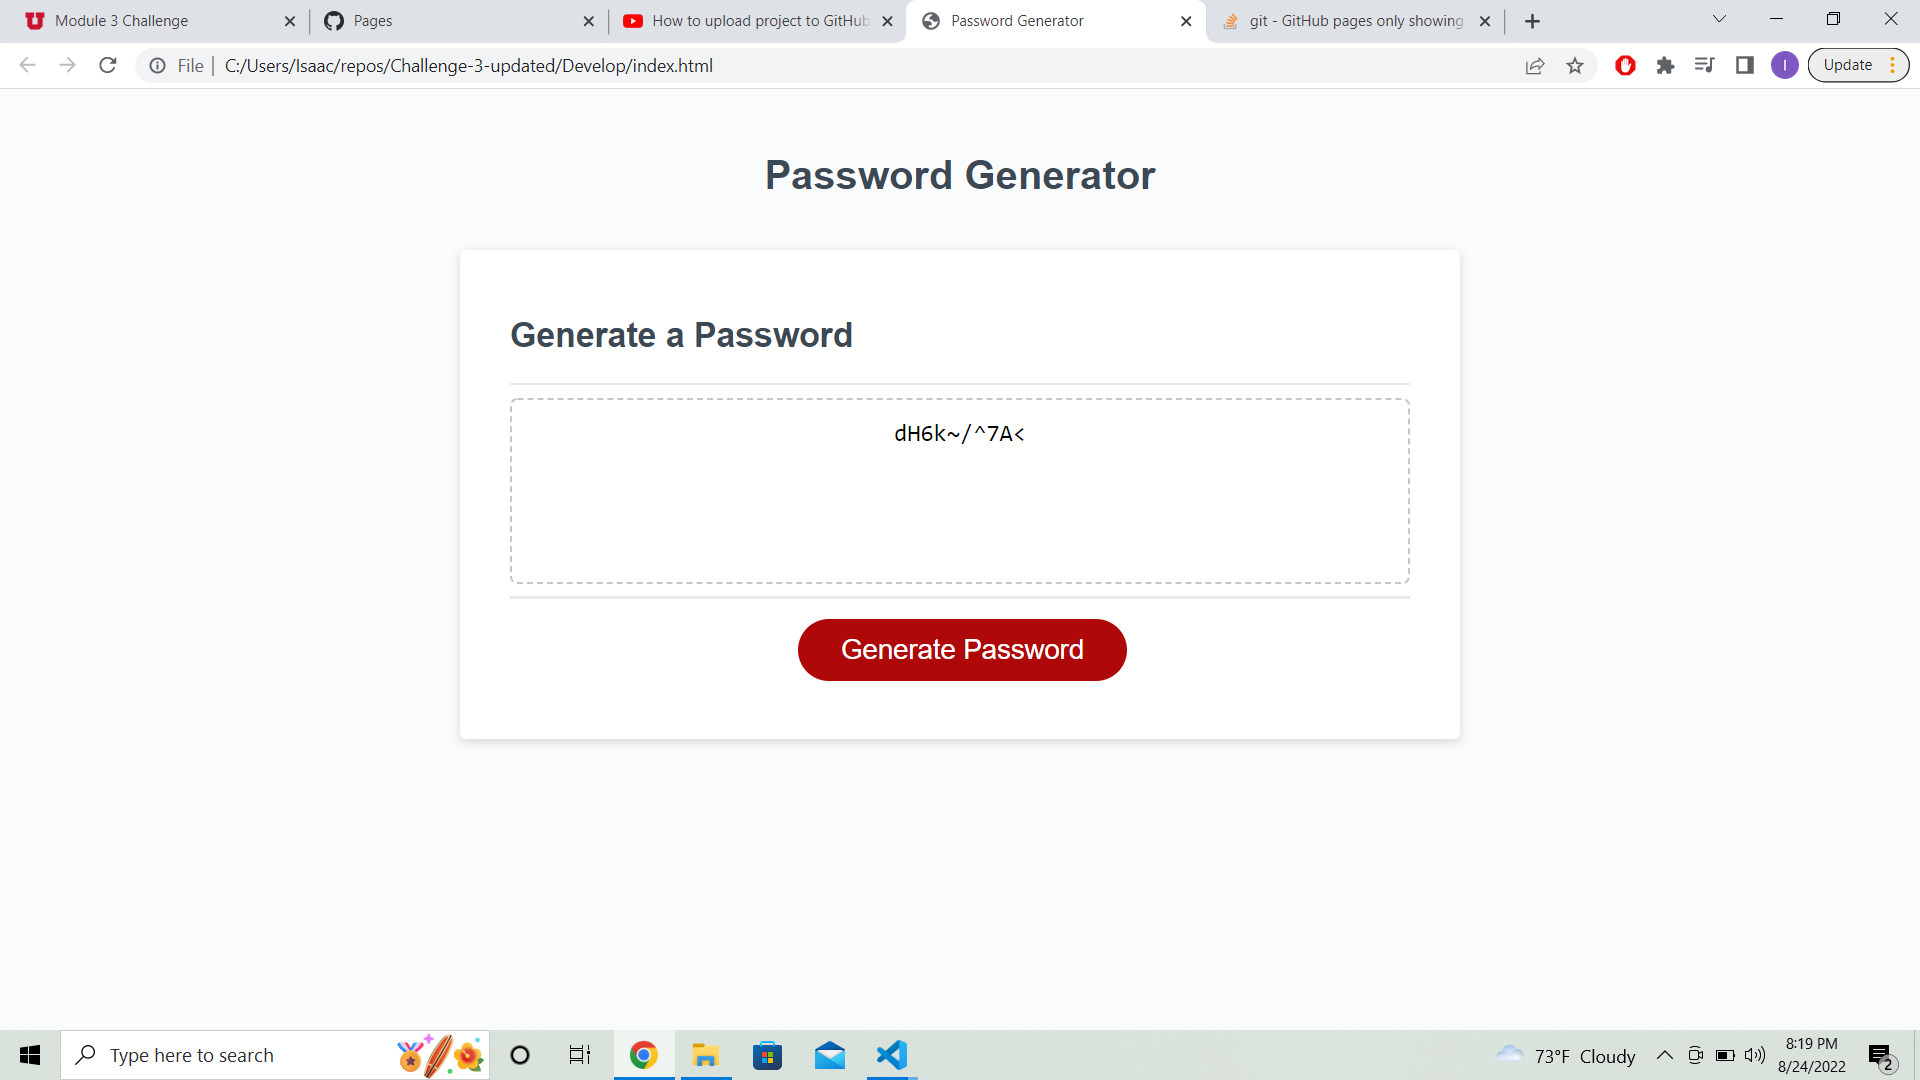 Module 3 Challenge
Pages
How to upload project to GitHub
Password Generator
git - GitHub pages only showing
File
C:/Users/Isaac/repos/Challenge-3-updated/Develop/index.html
I
Update
Password Generator
Generate a Password
dH6k~/^7A<
Generate Password
Type here to search
73°F Cloudy
8:19 PM
8/24/2022
2